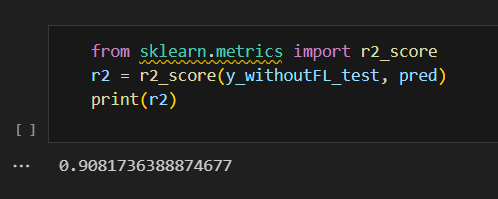 from sklearn.metrics import r2_score
r2 = r2_score(y_withoutFL_test, pred)
print(r2)
[ ]
... 0.9081736388874677